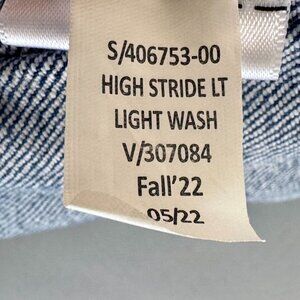 S/406753-00
HIGH STRIDE LT
LIGHT WASH
V/307084
Fall'22
05/22